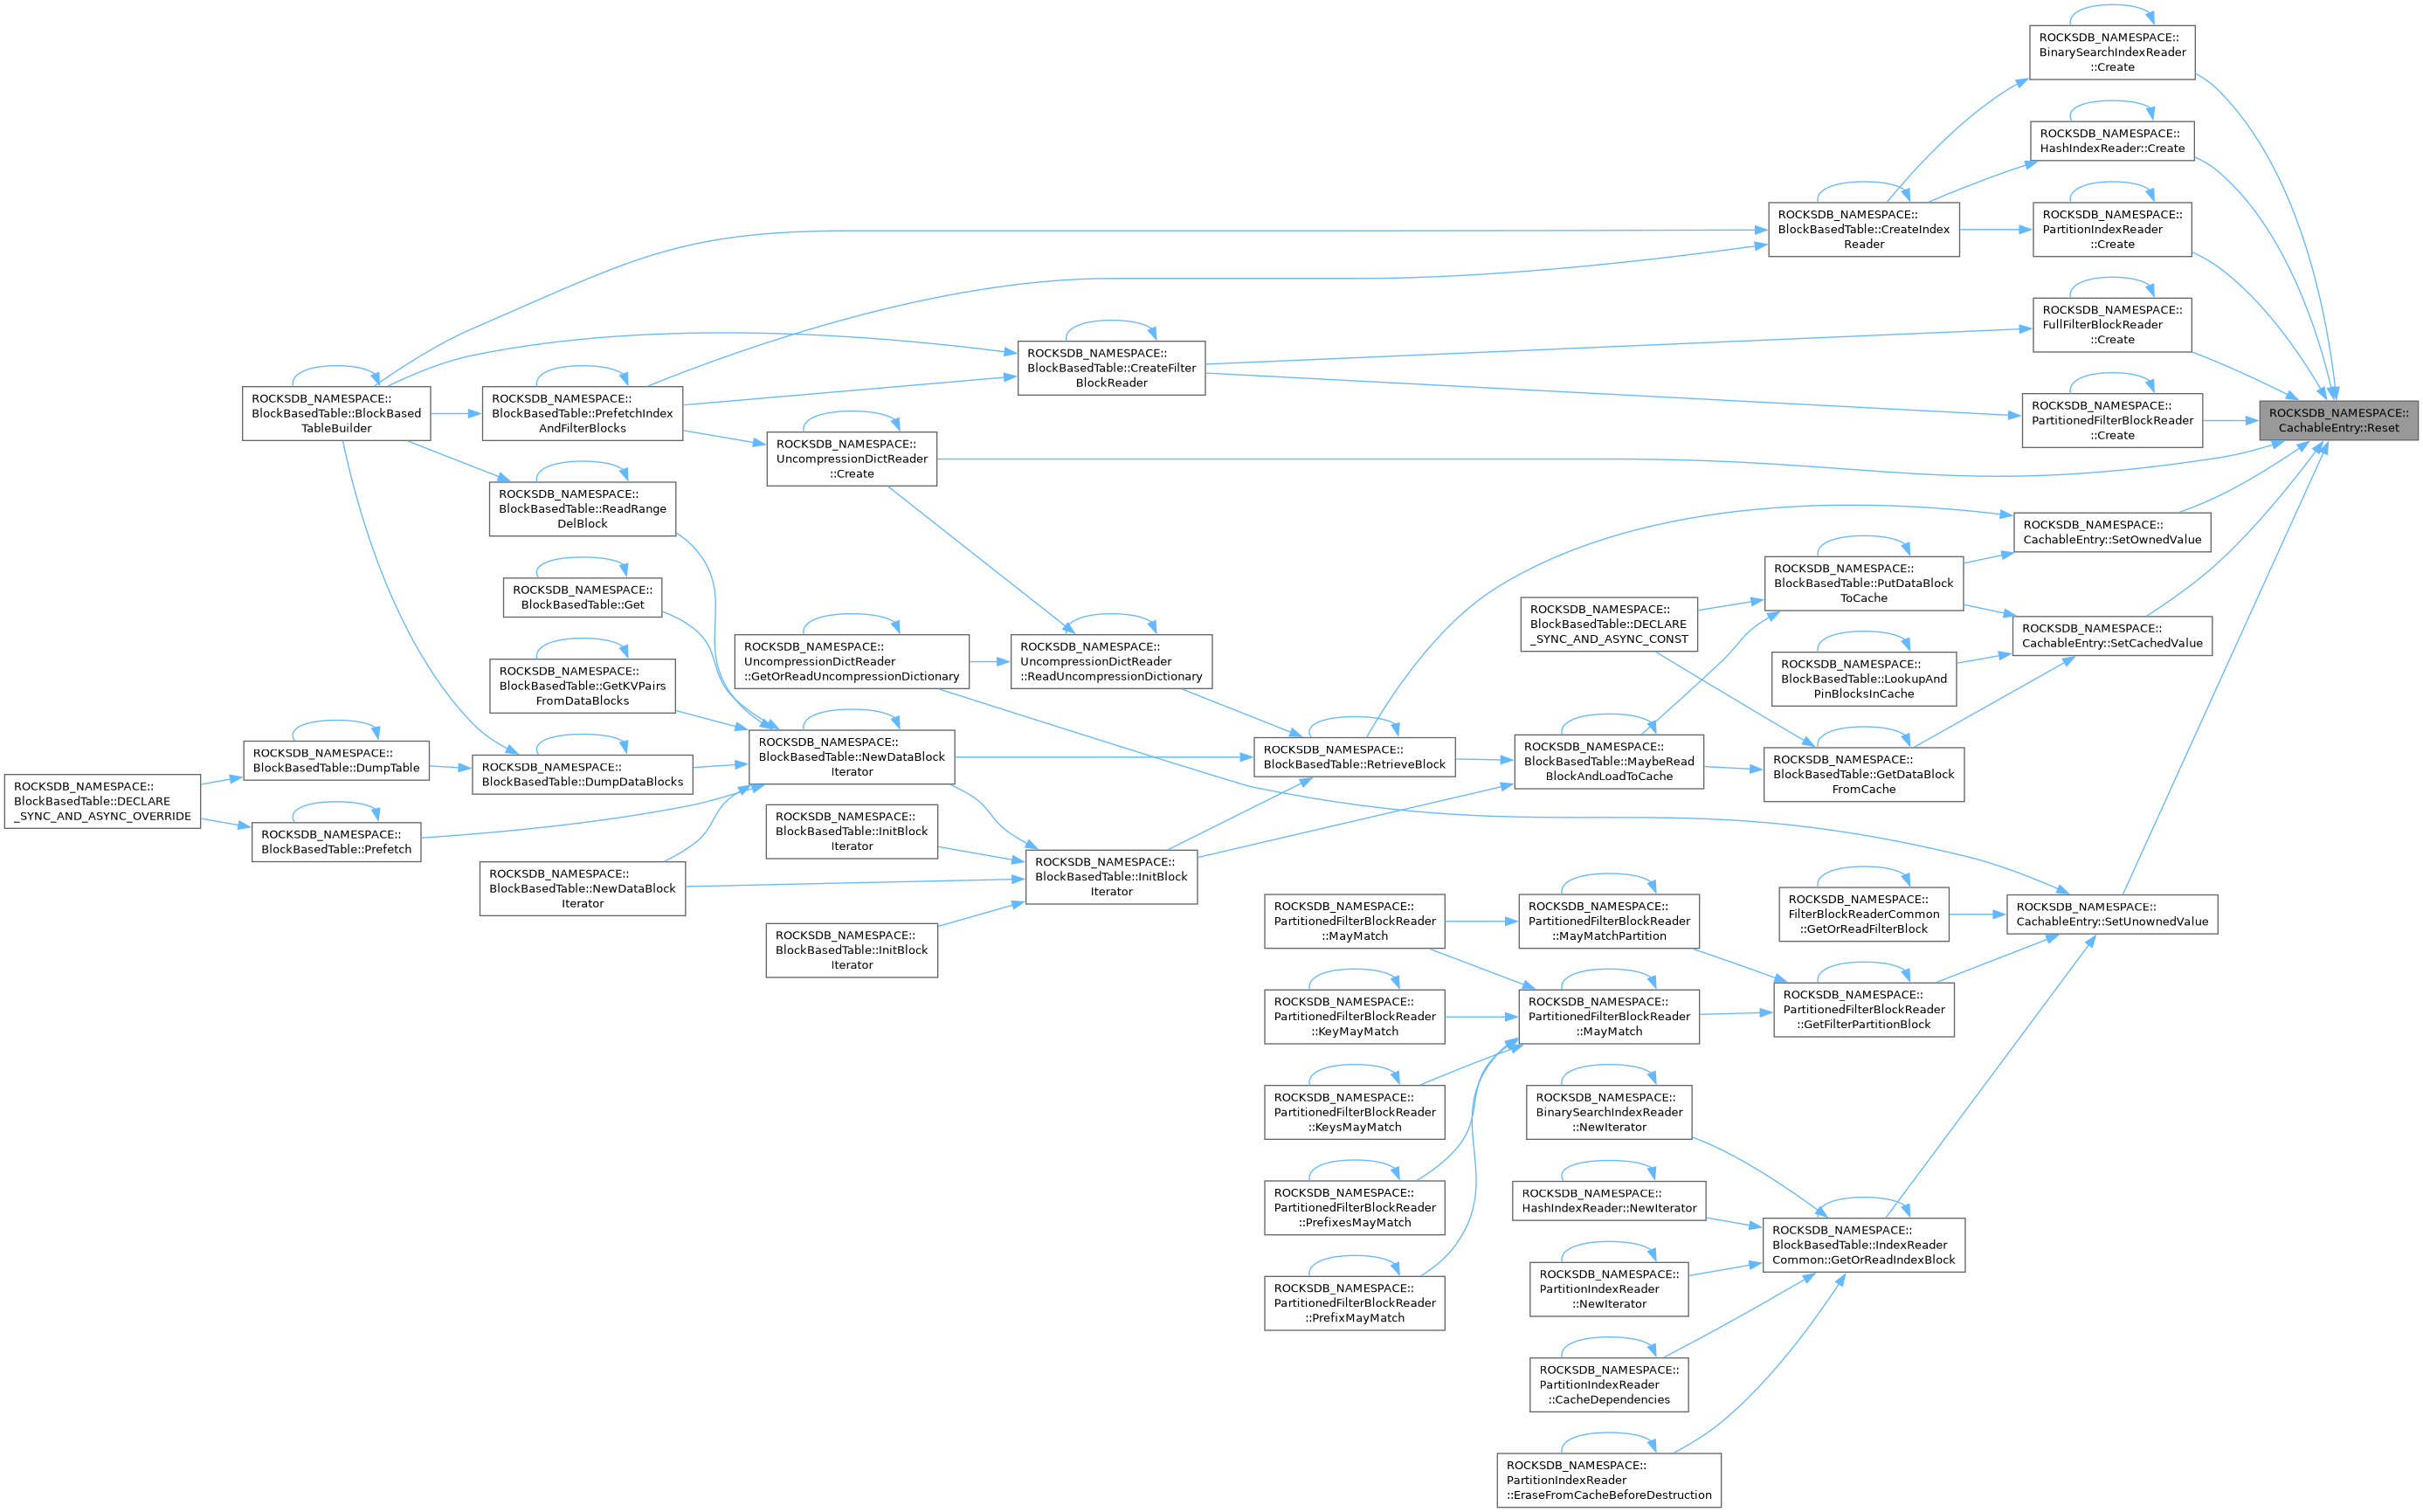 ROCKSDB_NAMESPACE::
BinarySearchIndexReader
::Create
ROCKSDB_NAMESPACE::
HashIndexReader::Create
ROCKSDB_NAMESPACE::
BlockBasedTable::CreateIndex
Reader
ROCKSDB_NAMESPACE::
PartitionIndexReader
::Create
ROCKSDB_NAMESPACE::
FullFilterBlockReader
::Create
ROCKSDB_NAMESPACE::
BlockBasedTable::CreateFilter
BlockReader
ROCKSDB_NAMESPACE::
BlockBasedTable::BlockBased
TableBuilder
ROCKSDB_NAMESPACE::
BlockBasedTable::PrefetchIndex
AndFilterBlocks
ROCKSDB_NAMESPACE::
PartitionedFilterBlockReader
::Create
ROCKSDB_NAMESPACE::
CachableEntry::Reset
ROCKSDB_NAMESPACE::
UncompressionDictReader
::Create
ROCKSDB_NAMESPACE::
BlockBasedTable::ReadRange
DelBlock
ROCKSDB_NAMESPACE::
CachableEntry::SetOwnedValue
ROCKSDB_NAMESPACE::
BlockBasedTable::PutDataBlock
ToCache
ROCKSDB_NAMESPACE::
BlockBasedTable::Get
ROCKSDB_NAMESPACE::
BlockBasedTable::DECLARE
_SYNC_AND_ASYNC_CONST
ROCKSDB_NAMESPACE::
CachableEntry::SetCachedValue
ROCKSDB_NAMESPACE::
UncompressionDictReader
::GetOrReadUncompressionDictionary
ROCKSDB_NAMESPACE::
UncompressionDictReader
::ReadUncompressionDictionary
ROCKSDB_NAMESPACE::
BlockBasedTable::LookupAnd
PinBlocksInCache
ROCKSDB_NAMESPACE::
BlockBasedTable::GetKVPairs
FromDataBlocks
ROCKSDB_NAMESPACE::
BlockBasedTable::NewDataBlock
Iterator
ROCKSDB_NAMESPACE::
BlockBasedTable::RetrieveBlock
ROCKSDB_NAMESPACE::
BlockBasedTable::MaybeRead
BlockAndLoadToCache
ROCKSDB_NAMESPACE::
BlockBasedTable::GetDataBlock
FromCache
ROCKSDB_NAMESPACE::
BlockBasedTable::DumpTable
ROCKSDB_NAMESPACE::
BlockBasedTable::DumpDataBlocks
ROCKSDB_NAMESPACE::
BlockBasedTable::DECLARE
_SYNC_AND_ASYNC_OVERRIDE
ROCKSDB_NAMESPACE::
BlockBasedTable::Prefetch
ROCKSDB_NAMESPACE::
BlockBasedTable::InitBlock
Iterator
ROCKSDB_NAMESPACE::
BlockBasedTable::NewDataBlock
Iterator
ROCKSDB_NAMESPACE::
BlockBasedTable::InitBlock
Iterator
ROCKSDB_NAMESPACE::
BlockBasedTable::InitBlock
Iterator
ROCKSDB_NAMESPACE::
PartitionedFilterBlockReader
::MayMatch
ROCKSDB_NAMESPACE::
PartitionedFilterBlockReader
::MayMatchPartition
ROCKSDB_NAMESPACE::
FilterBlockReaderCommon
::GetOrReadFilterBlock
ROCKSDB_NAMESPACE::
CachableEntry::SetUnownedValue
ROCKSDB_NAMESPACE::
PartitionedFilterBlockReader
::KeyMayMatch
ROCKSDB_NAMESPACE::
PartitionedFilterBlockReader
::MayMatch
ROCKSDB_NAMESPACE::
PartitionedFilterBlockReader
::GetFilterPartitionBlock
ROCKSDB_NAMESPACE::
PartitionedFilterBlockReader
::KeysMayMatch
ROCKSDB_NAMESPACE::
BinarySearchIndexReader
::NewIterator
ROCKSDB_NAMESPACE::
PartitionedFilterBlockReader
::PrefixesMayMatch
ROCKSDB_NAMESPACE::
HashIndexReader::NewIterator
ROCKSDB_NAMESPACE::
BlockBasedTable::IndexReader
Common::GetOrReadIndexBlock
ROCKSDB_NAMESPACE::
PartitionedFilterBlockReader
::PrefixMayMatch
ROCKSDB_NAMESPACE::
PartitionIndexReader
::NewIterator
ROCKSDB_NAMESPACE::
PartitionIndexReader
::CacheDependencies
ROCKSDB_NAMESPACE::
PartitionIndexReader
::EraseFromCacheBeforeDestruction